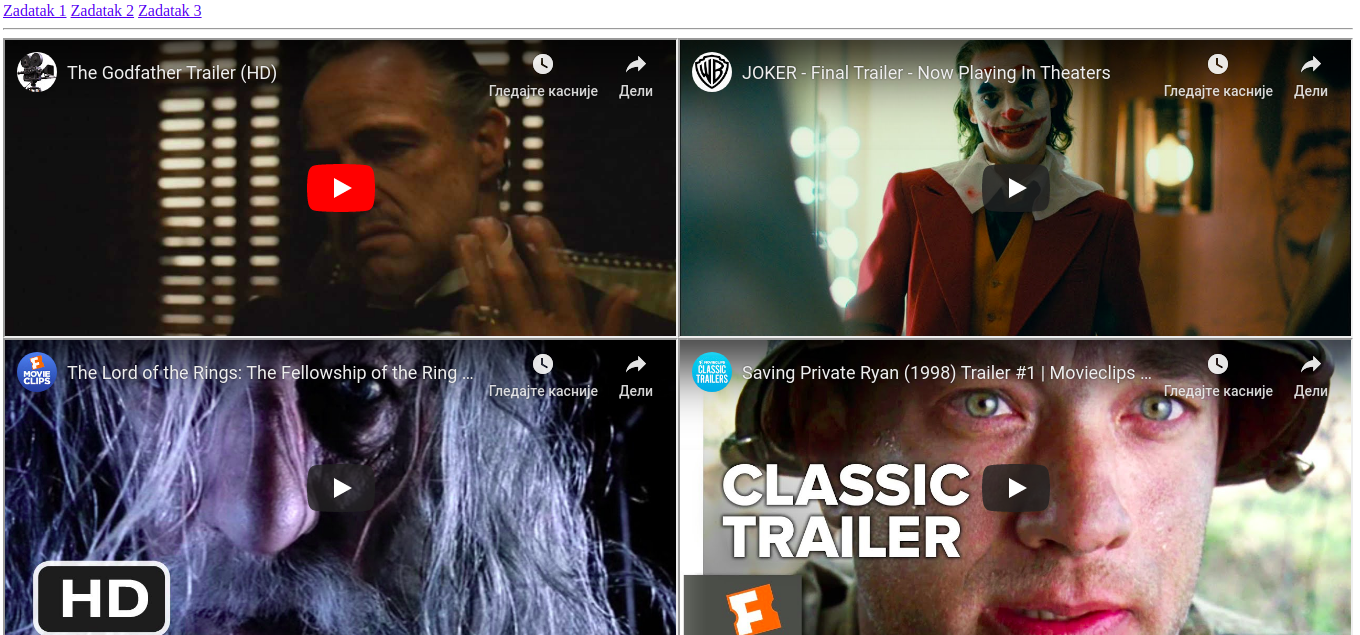 Zadatak 1 Zadatak 2 Zadatak 3
The Godfather Trailer (HD)
Гледајте касније
Дели
JOKER - Final Trailer - Now Playing In Theaters
Гледајте касније
Дели
MOVIE
CLIPS
The Lord of the Rings: The Fellowship of the Ring ...
Гледајте касније
Дели
HD
MOVIECLIPS
CLASSIC
TRAILERS
Saving Private Ryan (1998) Trailer #1 | Movieclips ...
Гледајте касније
Дели
CLASSIC
TRAILER